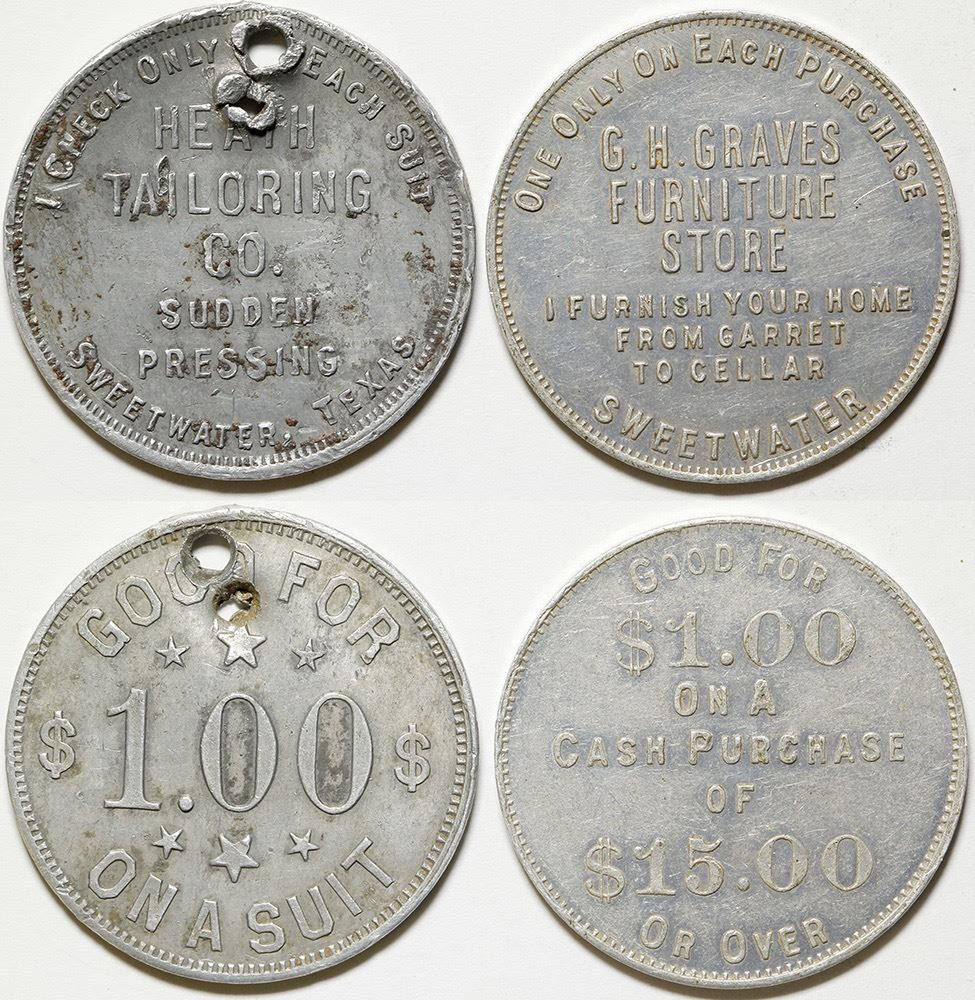 1 CHECK ONLY ON EACH SUIT
HEATH
TAILORING
CO.
SUDDEN
PRESSING
SWEETWATER, TEXAS
ONE ONLY ON EACH PURCHASE
G. H. GRAVES
FURNITURE
STORE
I FURNISH YOUR HOME
FROM GARRET
TO CELLAR
SWEETWATER
GOOD FOR
$ 1.00 $
ON A SUIT
GOOD FOR
$1.00
ON A
CASH PURCHASE
OF
$15.00
OR OVER